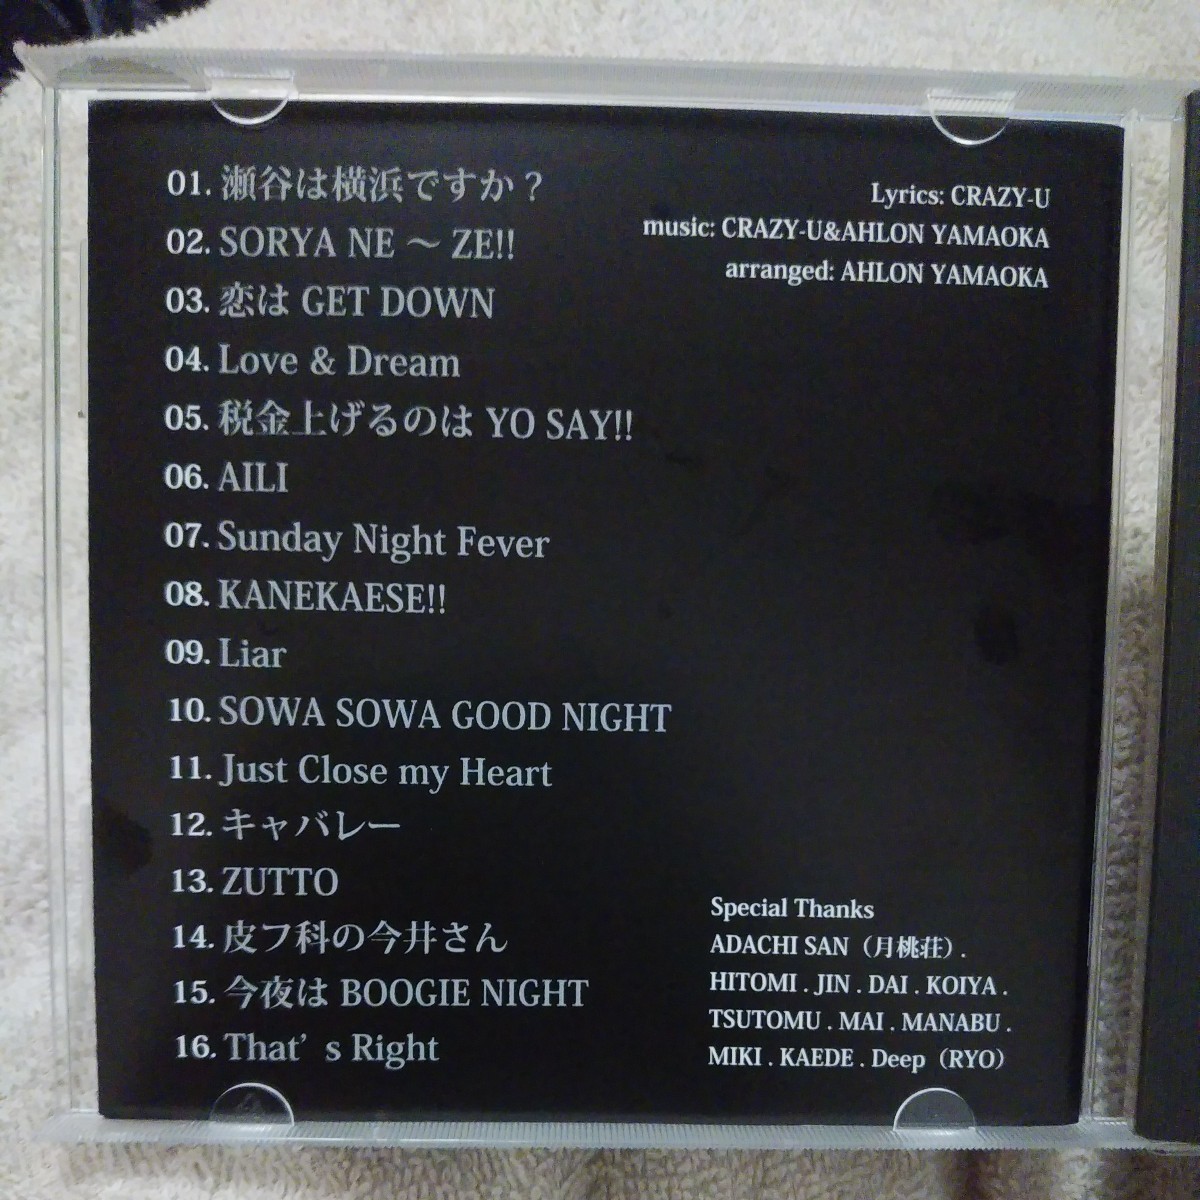 01. 瀬谷は横浜ですか？
02. SORYA NE ～ ZE!!
03. 恋は GET DOWN
04. Love & Dream
05. 税金上げるのは YO SAY!!
06. AILI
07. Sunday Night Fever
08. KANEKAESE!!
09. Liar
10. SOWA SOWA GOOD NIGHT
11. Just Close my Heart
12. キャバレー
13. ZUTTO
14. 皮フ科の今井さん
15. 今夜は BOOGIE NIGHT
16. That’s Right
Lyrics: CRAZY-U
music: CRAZY-U&AHLON YAMAOKA
arranged: AHLON YAMAOKA
Special Thanks
ADACHI SAN（月桃荘）.
HITOMI . JIN . DAI . KOIYA .
TSUTOMU . MAI . MANABU .
MIKI . KAEDE . Deep（RYO）